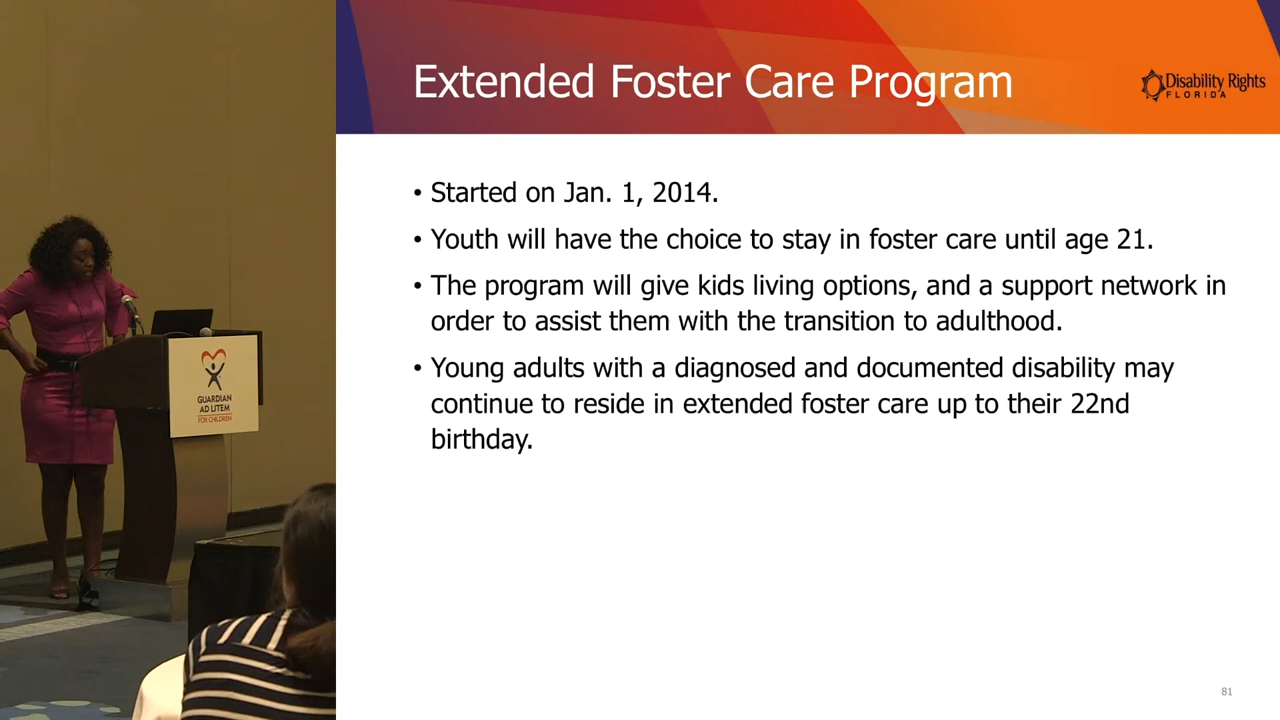 Extended Foster Care Program
Disability Rights
FLORIDA
• Started on Jan. 1, 2014.
• Youth will have the choice to stay in foster care until age 21.
• The program will give kids living options, and a support network in
order to assist them with the transition to adulthood.
• Young adults with a diagnosed and documented disability may
continue to reside in extended foster care up to their 22nd
birthday.
GUARDIAN
AD LITEM
FOR CHILDREN
81